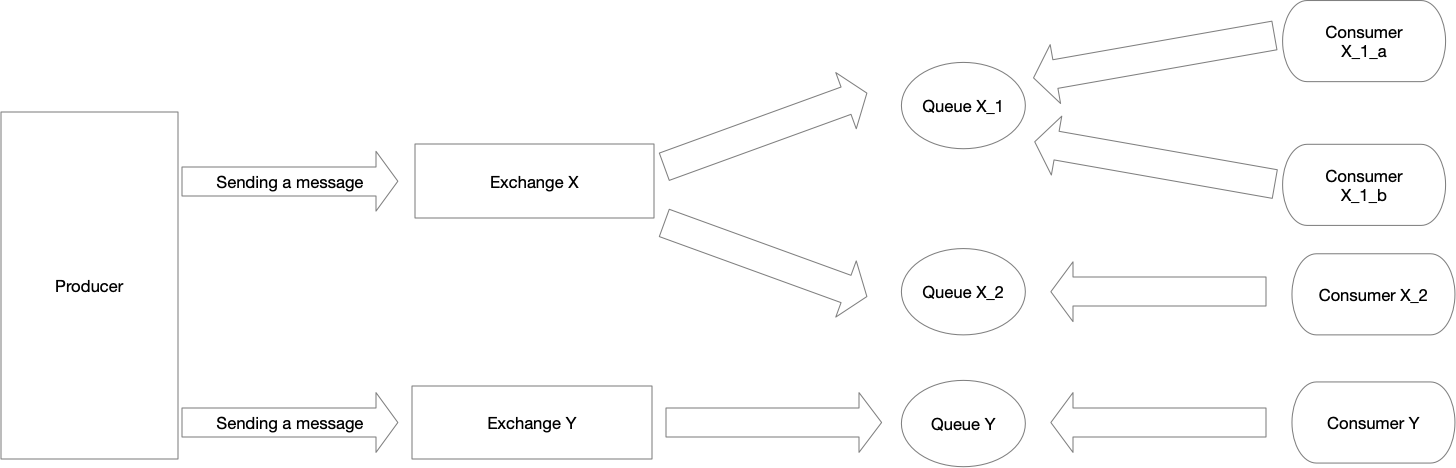 Producer
Sending a message
Exchange X
Queue X_1
Consumer
X_1_a
Consumer
X_1_b
Queue X_2
Consumer X_2
Sending a message
Exchange Y
Queue Y
Consumer Y